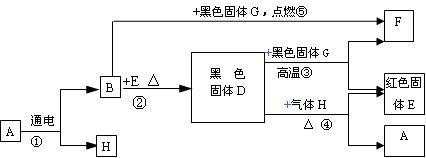 +黑色固体G,点燃⑤
F
+黑色固体G
高温③
B
+E △
②
黑 色
固体D
红色固
体E
+气体H
△ ④
通电
A
①
H
A